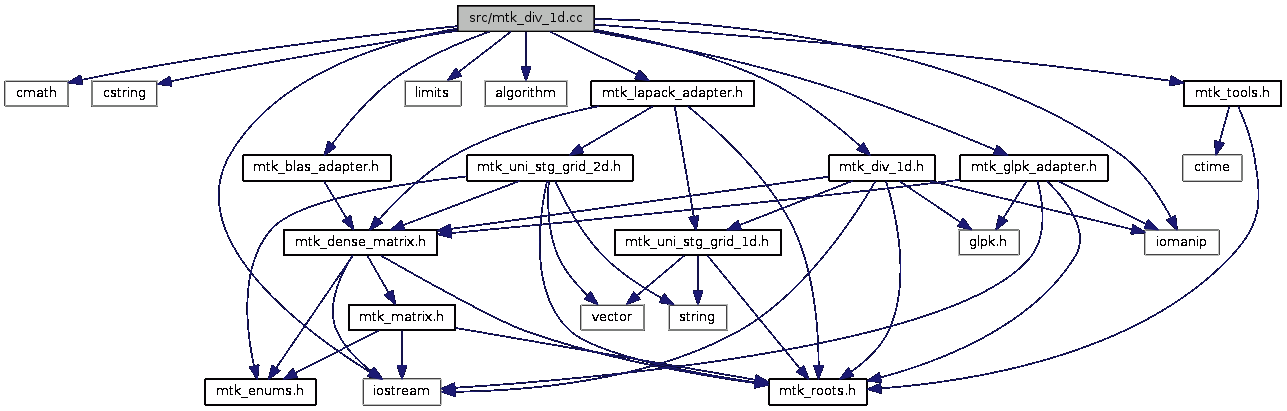 src/mtk_div_1d.cc
cmath
cstring
limits
algorithm
mtk_lapack_adapter.h
mtk_tools.h
mtk_blas_adapter.h
mtk_uni_stg_grid_2d.h
mtk_div_1d.h
mtk_glpk_adapter.h
ctime
mtk_dense_matrix.h
mtk_uni_stg_grid_1d.h
glpk.h
iomanip
mtk_matrix.h
vector
string
mtk_enums.h
iostream
mtk_roots.h